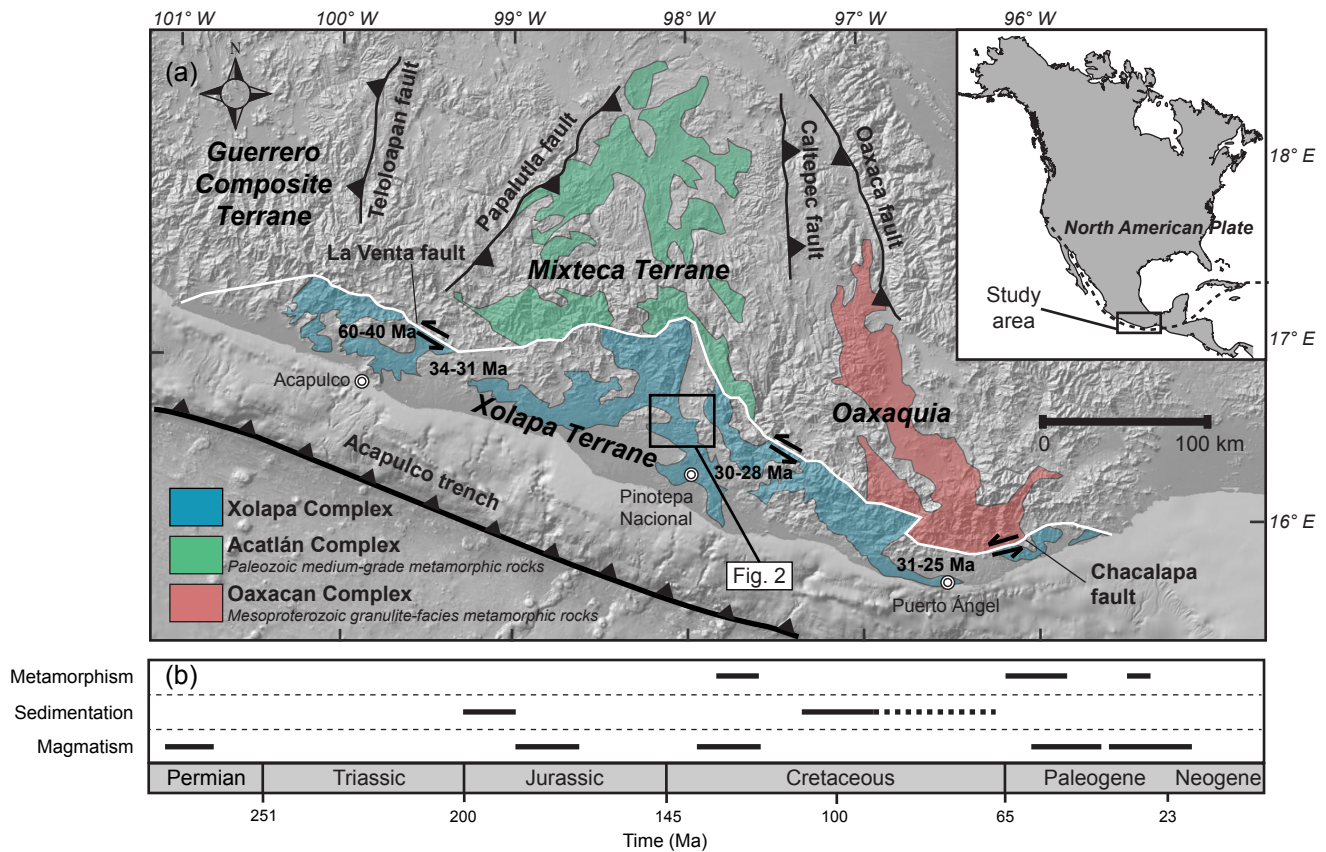 101° W 100° W 99° W 98° W 97° W 96° W
(a)
N
Guerrero
Composite
Terrane
Teloloapan fault
Papalutla fault
Caltepec fault
Oaxaca fault
La Venta fault
Mixteca Terrane
North American Plate
Study
area
18° E
17° E
16° E
60-40 Ma
34-31 Ma
Acapulco
Xolapa Terrane
Oaxaquia
0 100 km
Acapulco trench
30-28 Ma
Pinotepa
Nacional
Fig. 2
31-25 Ma
Puerto Ángel
Chacalapa
fault
Xolapa Complex
Acatlán Complex
Paleozoic medium-grade metamorphic rocks
Oaxacan Complex
Mesoproterozoic granulite-facies metamorphic rocks
(b)
Metamorphism
Sedimentation
Magmatism
Permian Triassic Jurassic Cretaceous Paleogene Neogene
251 200 145 100 65 23
Time (Ma)